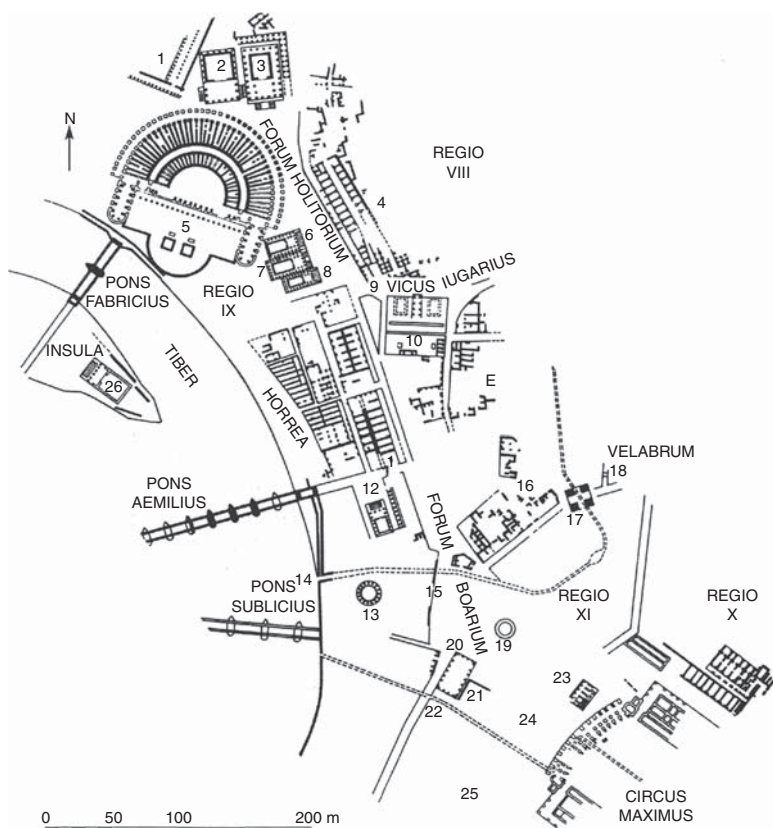 1
2
3
N
FORUM HOLITORIUM
REGIO
VIII
4
5
6
7
8
PONS
FABRICIUS
REGIO
IX
9 VICUS IUGARIUS
10
INSULA
26
TIBER
HORREA
E
1
VELABRUM
18
16
17
PONS
AEMILIUS
12
FORUM
BOARIUM
14
15
13
PONS
SUBLICIUS
REGIO
XI
REGIO
X
19
20
21
22
23
24
25
CIRCUS
MAXIMUS
0 50 100 200 m